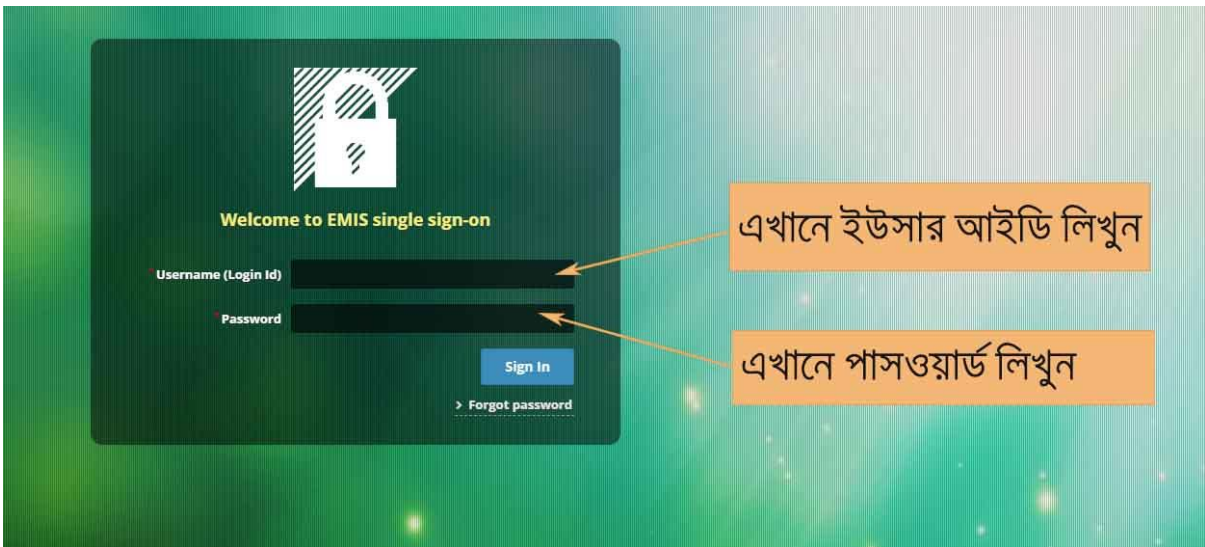 Welcome to EMIS single sign-on
এখানে ইউসার আইডি লিখুন
* Username (Login Id)
* Password
এখানে পাসওয়ার্ড লিখুন
Sign In
> Forgot password